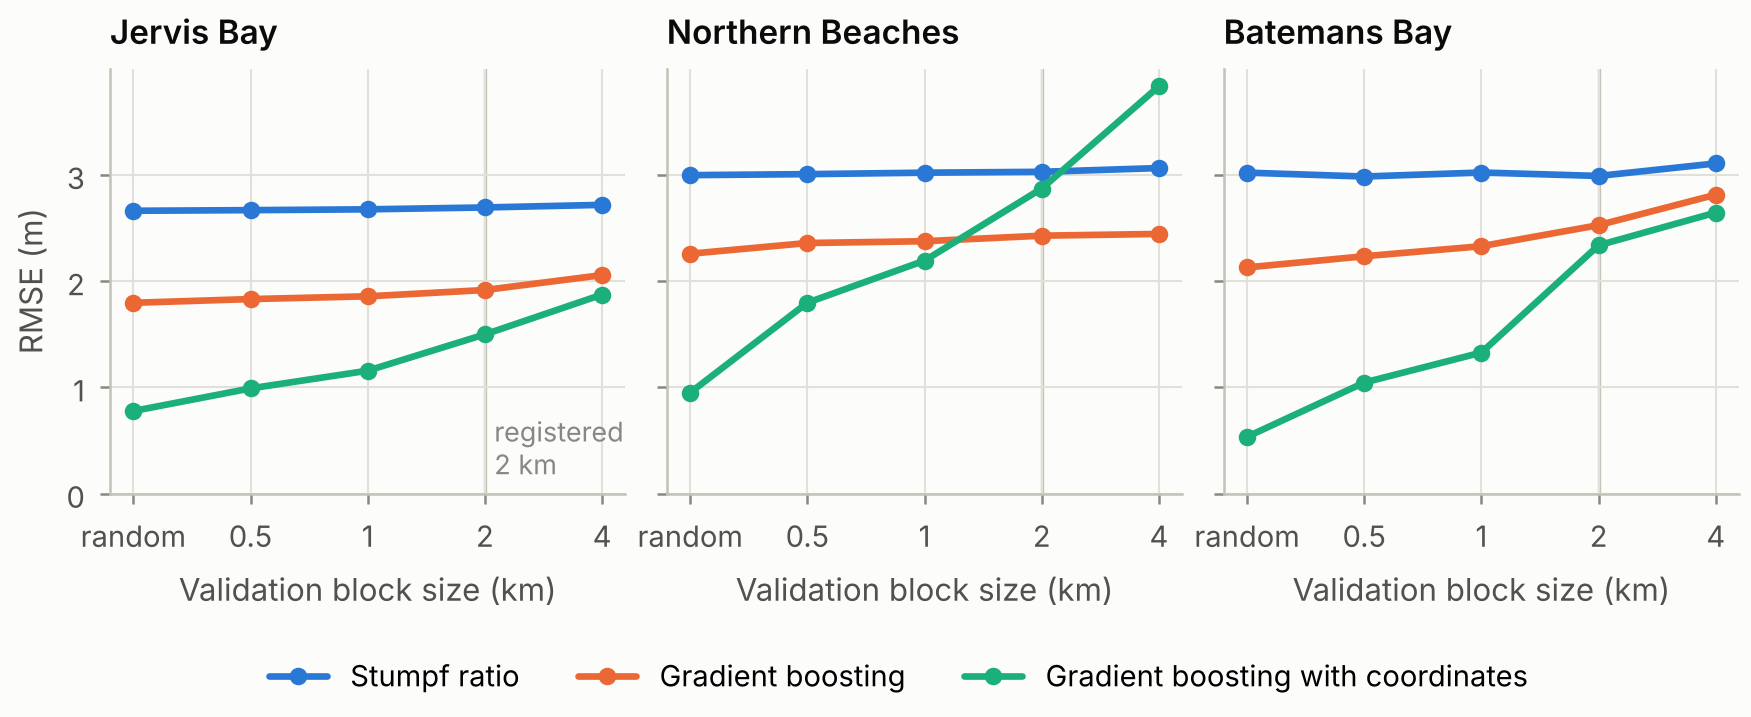 Jervis Bay
Northern Beaches
Batemans Bay
RMSE (m)
3
2
1
0
registered
2 km
random 0.5 1 2 4
random 0.5 1 2 4
random 0.5 1 2 4
Validation block size (km)
Validation block size (km)
Validation block size (km)
Stumpf ratio
Gradient boosting
Gradient boosting with coordinates